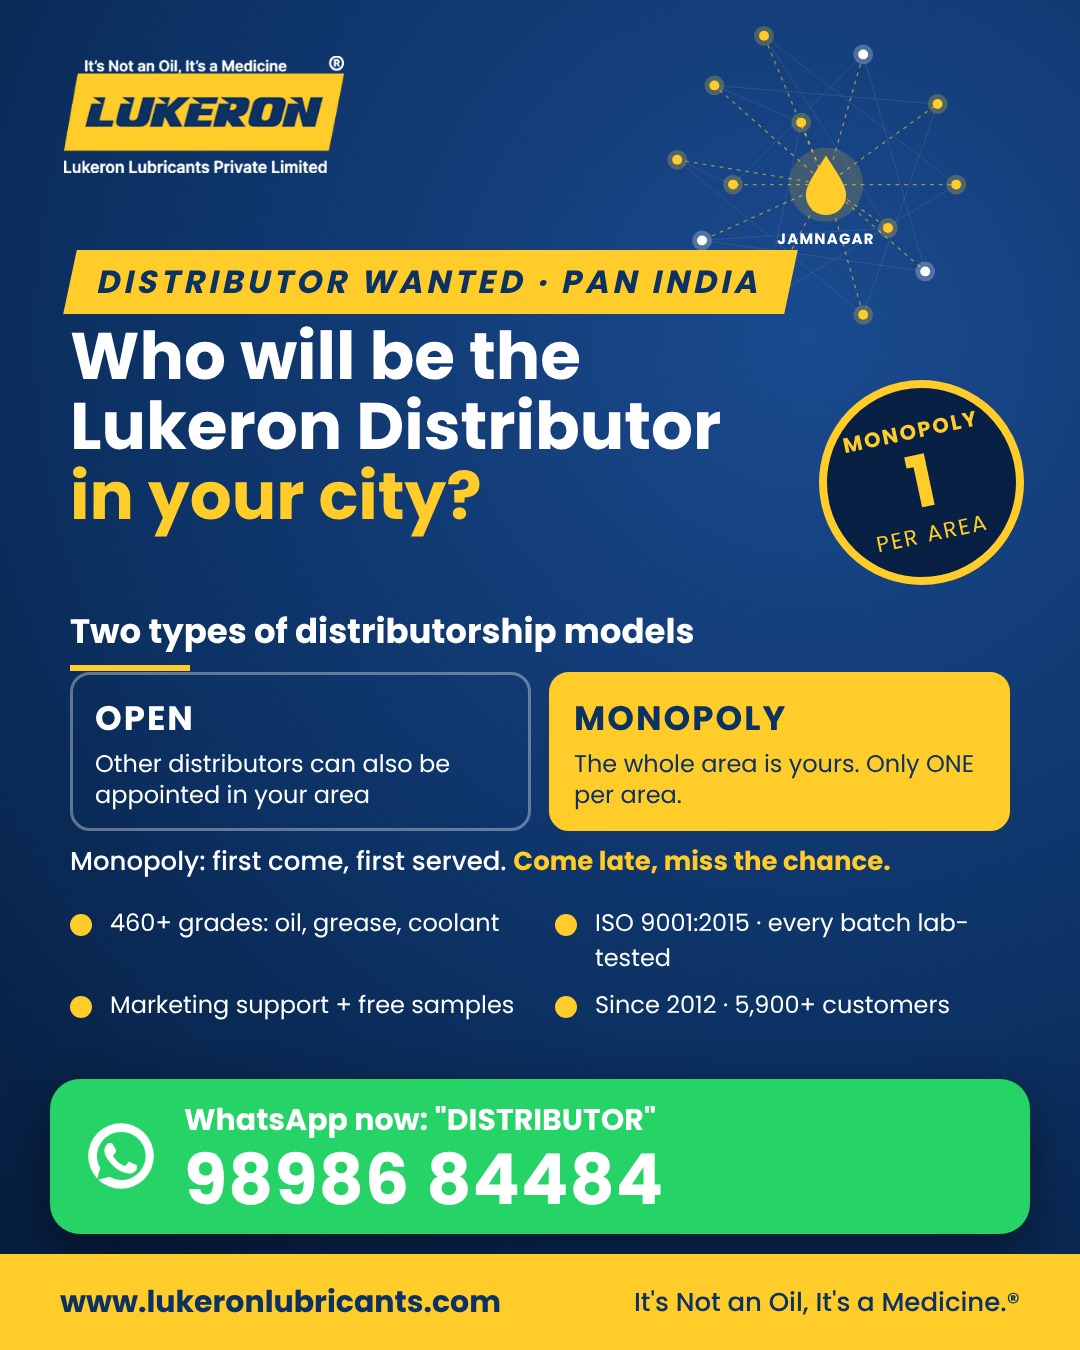 It's Not an Oil, It's a Medicine ®
LUKERON
Lukeron Lubricants Private Limited
JAMNAGAR
DISTRIBUTOR WANTED · PAN INDIA
Who will be the
Lukeron Distributor
in your city?
MONOPOLY
1
PER AREA
Two types of distributorship models
OPEN
Other distributors can also be
appointed in your area
MONOPOLY
The whole area is yours. Only ONE
per area.
Monopoly: first come, first served. Come late, miss the chance.
460+ grades: oil, grease, coolant
ISO 9001:2015 · every batch lab-
tested
Marketing support + free samples
Since 2012 · 5,900+ customers
WhatsApp now: "DISTRIBUTOR"
98986 84484
www.lukeronlubricants.com
It's Not an Oil, It's a Medicine.®